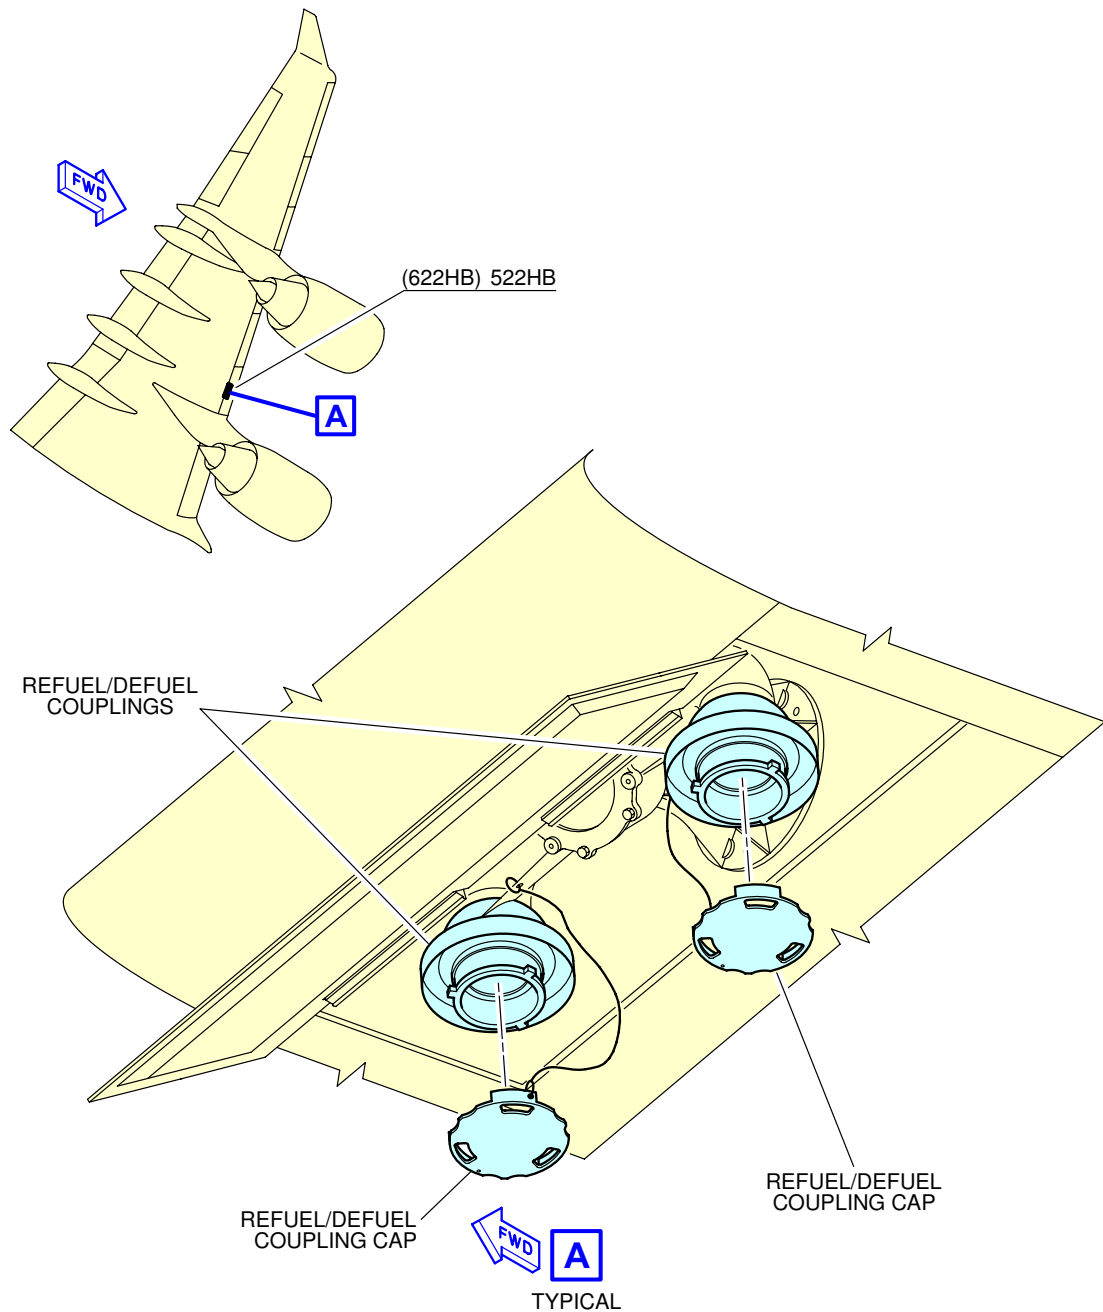 FWD
(622HB) 522HB
A
REFUEL/DEFUEL
COUPLINGS
REFUEL/DEFUEL
COUPLING CAP
REFUEL/DEFUEL
COUPLING CAP
FWD
A
TYPICAL